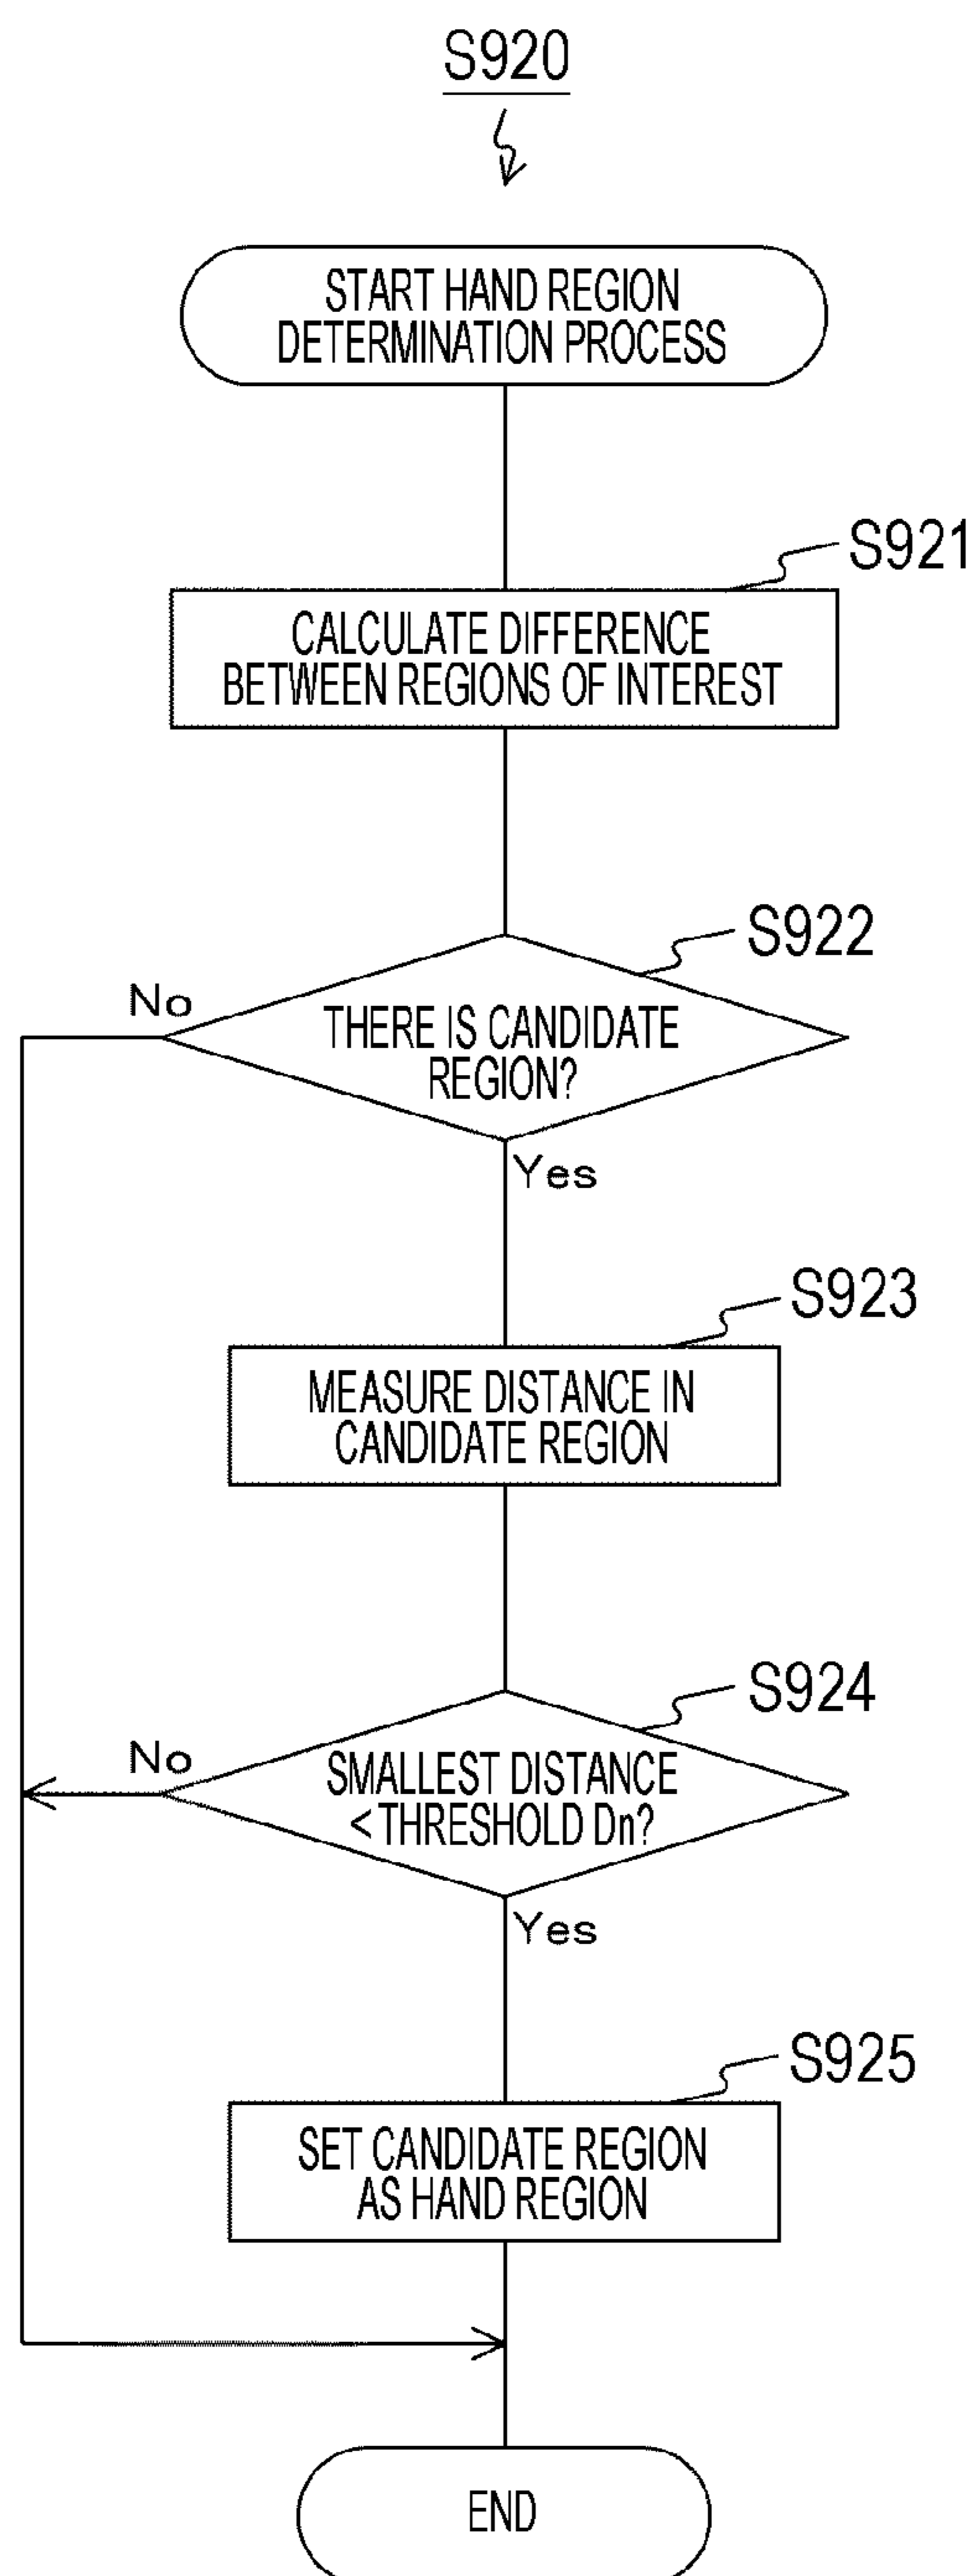 S920
START HAND REGION
DETERMINATION PROCESS
S921
CALCULATE DIFFERENCE
BETWEEN REGIONS OF INTEREST
S922
No
THERE IS CANDIDATE
REGION?
Yes
S923
MEASURE DISTANCE IN
CANDIDATE REGION
S924
No
SMALLEST DISTANCE
< THRESHOLD Dn?
Yes
S925
SET CANDIDATE REGION
AS HAND REGION
END